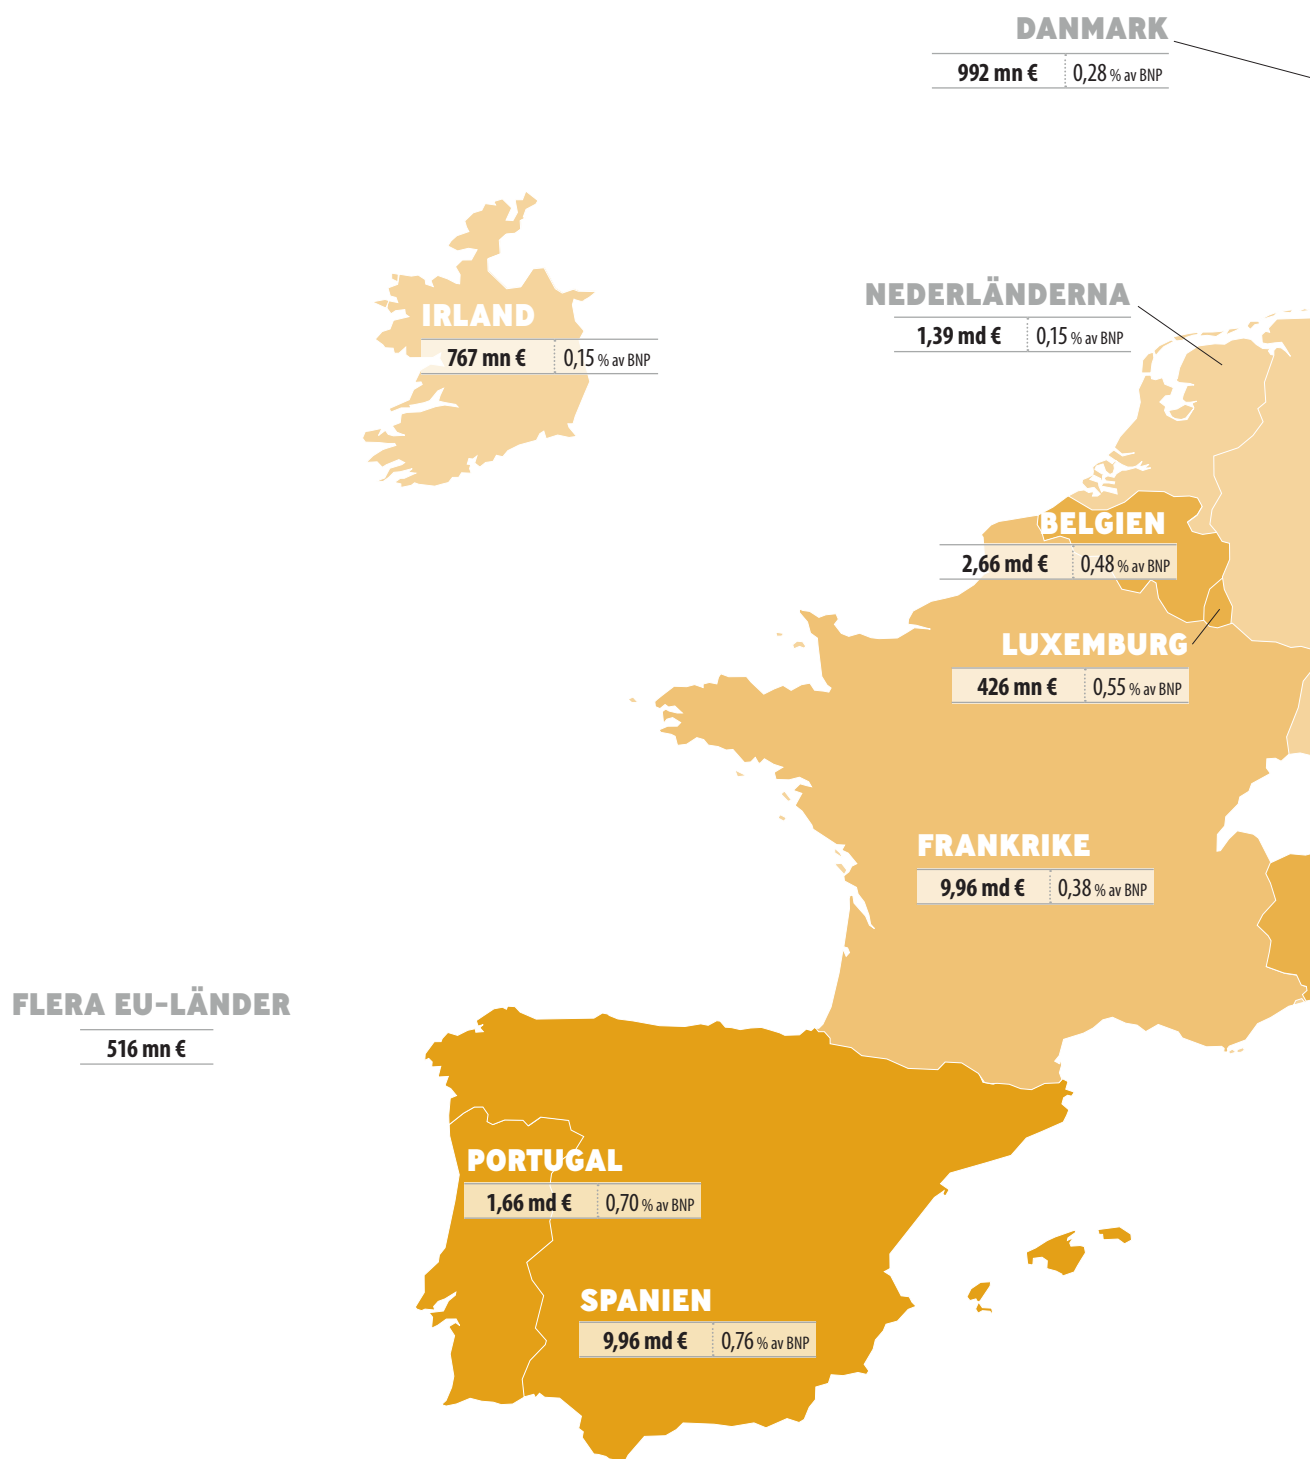 DANMARK
992 mn € 0,28 % av BNP
IRLAND
767 mn € 0,15 % av BNP
NEDERLÄNDERNA
1,39 md € 0,15 % av BNP
BELGIEN
2,66 md € 0,48 % av BNP
LUXEMBURG
426 mn € 0,55 % av BNP
FRANKRIKE
9,96 md € 0,38 % av BNP
FLERA EU-LÄNDER
516 mn €
PORTUGAL
1,66 md € 0,70 % av BNP
SPANIEN
9,96 md € 0,76 % av BNP